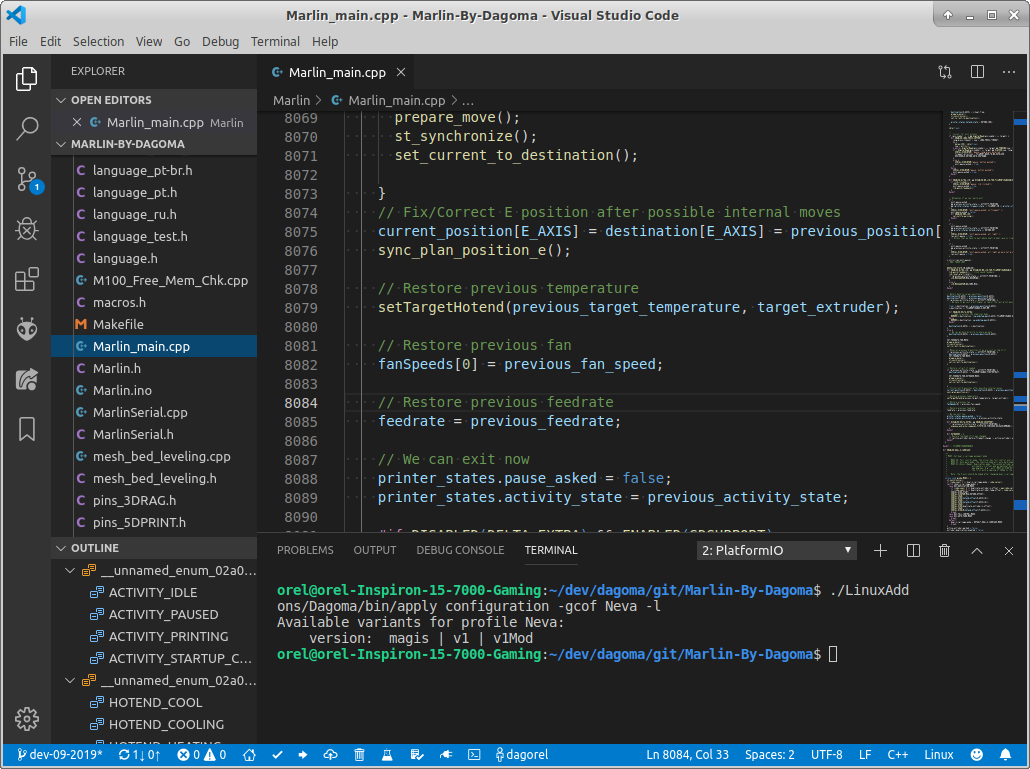 Marlin_main.cpp - Marlin-By-Dagoma - Visual Studio Code
File Edit Selection View Go Debug Terminal Help
EXPLORER
OPEN EDITORS
Marlin_main.cpp Marlin
MARLIN-BY-DAGOMA
language_pt-br.h
language_pt.h
language_ru.h
language_test.h
language.h
M100_Free_Mem_Chk.cpp
macros.h
Makefile
Marlin_main.cpp
Marlin.h
Marlin.ino
MarlinSerial.cpp
MarlinSerial.h
mesh_bed_leveling.cpp
mesh_bed_leveling.h
pins_3DRAG.h
pins_5DPRINT.h
OUTLINE
__unnamed_enum_02a0...
ACTIVITY_IDLE
ACTIVITY_PAUSED
ACTIVITY_PRINTING
ACTIVITY_STARTUP_C...
__unnamed_enum_02a0...
HOTEND_COOL
HOTEND_COOLING
HOTEND_HEATING
1
Marlin_main.cpp
Marlin > Marlin_main.cpp > ...
8069 prepare_move();
8070 st_synchronize();
8071 set_current_to_destination();
8072
8073 }
8074 // Fix/Correct E position after possible internal moves
8075 current_position[E_AXIS] = destination[E_AXIS] = previous_position[
8076 sync_plan_position_e();
8077
8078 // Restore previous temperature
8079 setTargetHotend(previous_target_temperature, target_extruder);
8080
8081 // Restore previous fan
8082 fanSpeeds[0] = previous_fan_speed;
8083
8084 // Restore previous feedrate
8085 feedrate = previous_feedrate;
8086
8087 // We can exit now
8088 printer_states.pause_asked = false;
8089 printer_states.activity_state = previous_activity_state;
8090
#if DISABLED(DELTA_EXTRA) && ENABLED(SDSUPPORT)
PROBLEMS OUTPUT DEBUG CONSOLE TERMINAL 2: PlatformIO
orel@orel-Inspiron-15-7000-Gaming:~/dev/dagoma/git/Marlin-By-Dagoma$ ./LinuxAdd
ons/Dagoma/bin/apply configuration -gcof Neva -l
Available variants for profile Neva:
version: magis | v1 | v1Mod
orel@orel-Inspiron-15-7000-Gaming:~/dev/dagoma/git/Marlin-By-Dagoma$
dev-09-2019* 1↓ 0↑ 0 0 dagorel Ln 8084, Col 33 Spaces: 2 UTF-8 LF C++ Linux